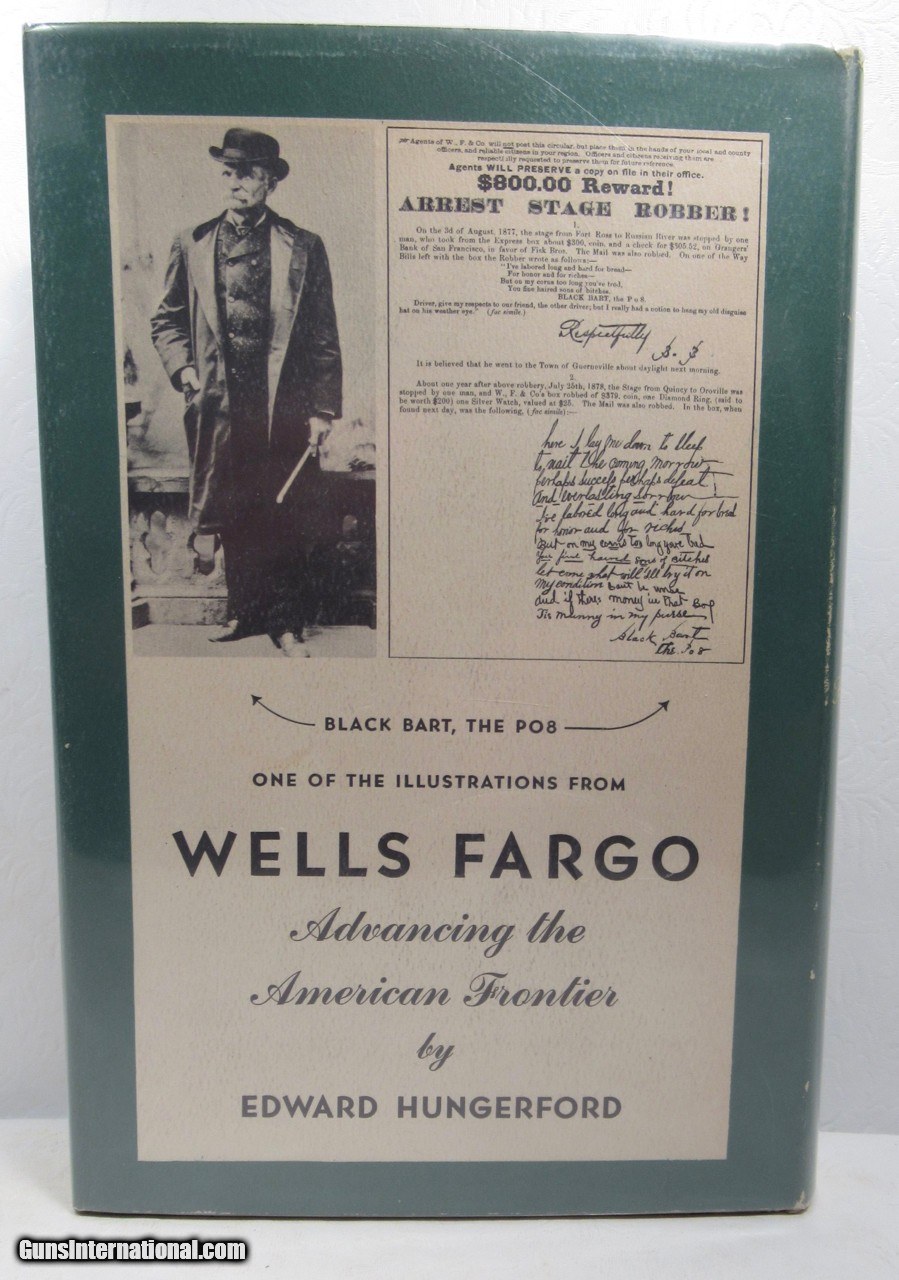 ☞ Agents of W., F. & Co. will not post this circular, but place them in the hands of your local and county
officers, and reliable citizens in your region. Officers and citizens receiving them are
respectfully requested to preserve them for future reference.
Agents WILL PRESERVE a copy on file in their office.
$800.00 Reward!
ARREST STAGE ROBBER!
1.
On the 3d of August, 1877, the stage from Fort Ross to Russian River was stopped by one
man, who took from the Express box about $300, coin, and a check for $305.52, on Grangers'
Bank of San Francisco, in favor of Fisk Bros. The Mail was also robbed. On one of the Way
Bills left with the box the Robber wrote as follows:—
"I've labored long and hard for bread—
For honor and for riches—
But on my corns too long you've trod,
You fine haired sons of bitches.
BLACK BART, the Po8.
Driver, give my respects to our friend, the other driver; but I really had a notion to hang my old disguise
hat on his weather eye." (fac simile.)
Respectfully
B. B
It is believed that he went to the Town of Guerneville about daylight next morning.
2.
About one year after above robbery, July 25th, 1878, the Stage from Quincy to Oroville was
stopped by one man, and W., F. & Co's box robbed of $379, coin, one Diamond Ring, (said to
be worth $200) one Silver Watch, valued at $25. The Mail was also robbed. In the box, when
found next day, was the following, (fac simile):—
here I lay me down to sleep
to wait the coming morrow
perhaps success perhaps defeat
and everlasting sorrow
I've labored long and hard for bred
for honor and for riches
But on my corns too long yove tred
You fine haired sons of Bitches
let come what will I'll try it on
My condition cant be worse
and if theres money in that Box
Tis munny in my purse
Black Bart
the Po8
BLACK BART, THE PO8
ONE OF THE ILLUSTRATIONS FROM
WELLS FARGO
Advancing the
American Frontier
by
EDWARD HUNGERFORD
GunsInternational.com